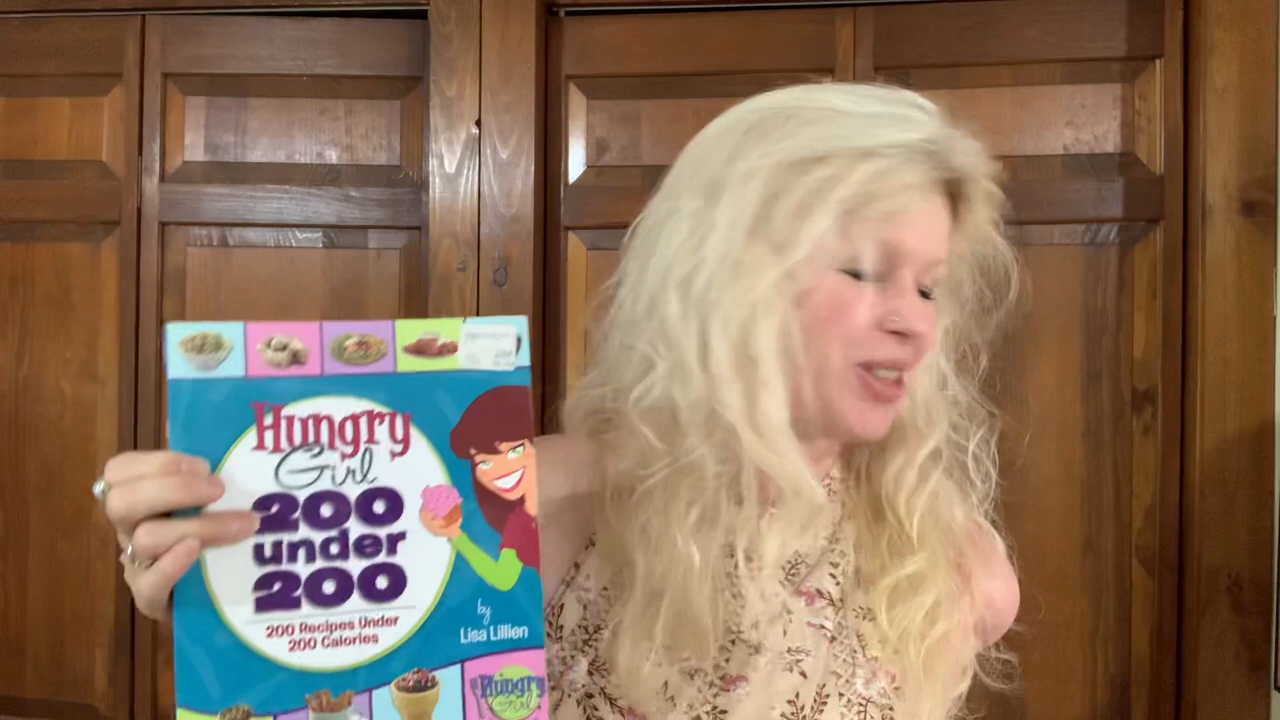 Hungry
Girl
200
under
200
200 Recipes Under
200 Calories
by
Lisa Lillien
Hungry
Girl